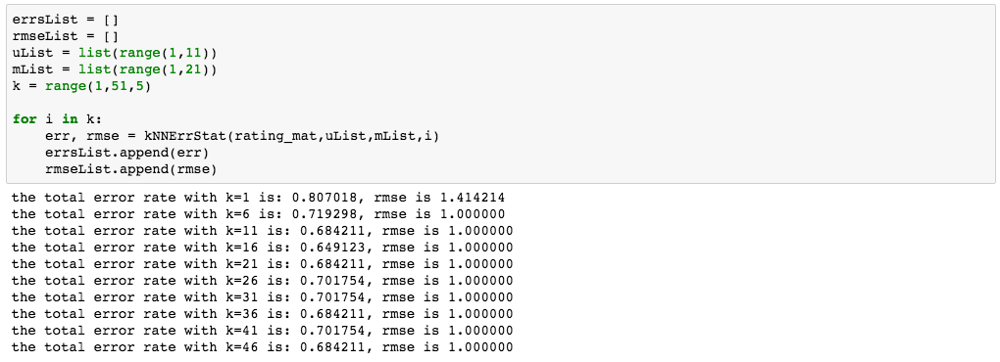 errsList = []
rmseList = []
uList = list(range(1,11))
mList = list(range(1,21))
k = range(1,51,5)
for i in k:
    err, rmse = kNNErrStat(rating_mat,uList,mList,i)
    errsList.append(err)
    rmseList.append(rmse)
the total error rate with k=1 is: 0.807018, rmse is 1.414214
the total error rate with k=6 is: 0.719298, rmse is 1.000000
the total error rate with k=11 is: 0.684211, rmse is 1.000000
the total error rate with k=16 is: 0.649123, rmse is 1.000000
the total error rate with k=21 is: 0.684211, rmse is 1.000000
the total error rate with k=26 is: 0.701754, rmse is 1.000000
the total error rate with k=31 is: 0.701754, rmse is 1.000000
the total error rate with k=36 is: 0.684211, rmse is 1.000000
the total error rate with k=41 is: 0.701754, rmse is 1.000000
the total error rate with k=46 is: 0.684211, rmse is 1.000000